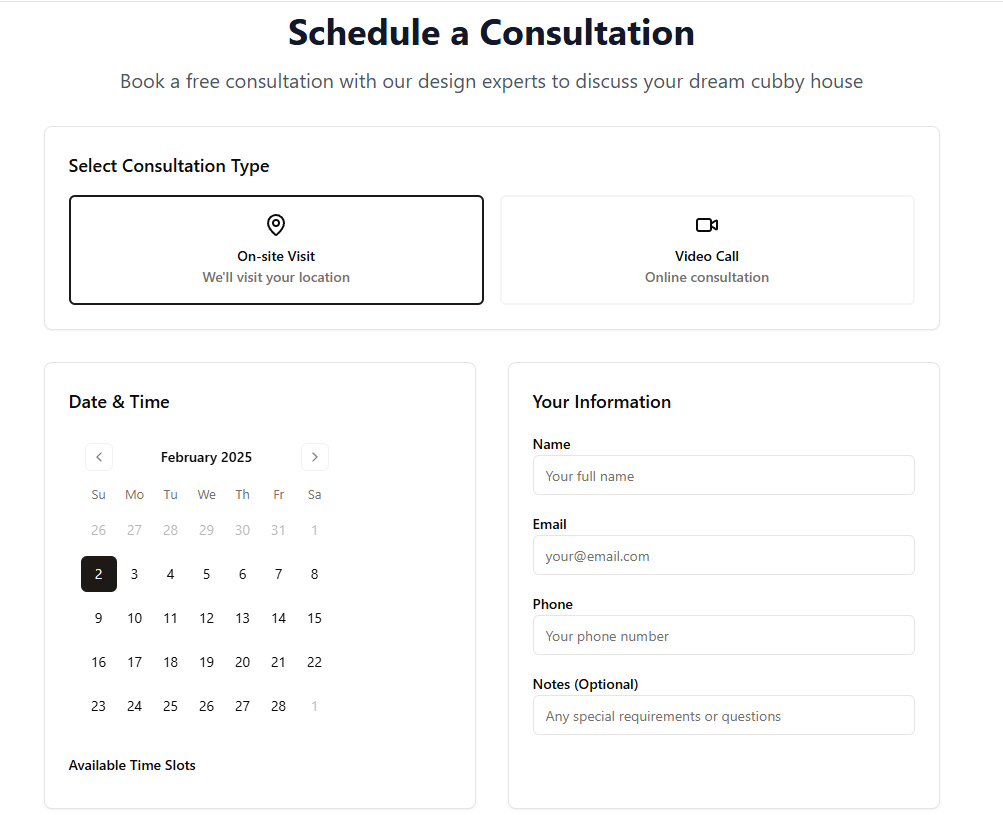 Schedule a Consultation
Book a free consultation with our design experts to discuss your dream cubby house
Select Consultation Type
On-site Visit
We'll visit your location
Video Call
Online consultation
Date & Time
February 2025
Su Mo Tu We Th Fr Sa
26 27 28 29 30 31 1
2 3 4 5 6 7 8
9 10 11 12 13 14 15
16 17 18 19 20 21 22
23 24 25 26 27 28 1
Available Time Slots
Your Information
Name
Your full name
Email
your@email.com
Phone
Your phone number
Notes (Optional)
Any special requirements or questions